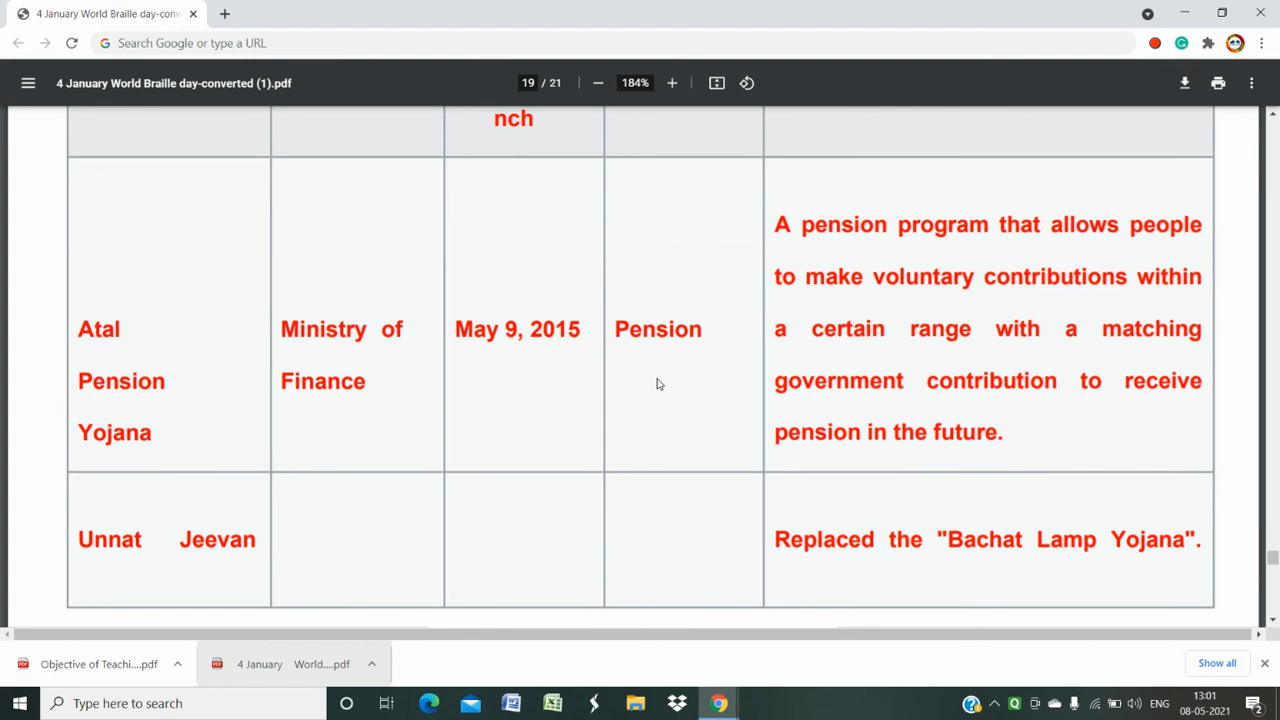 4 January World Braille day-conv
Search Google or type a URL
4 January World Braille day-converted (1).pdf
19 / 21
184%
nch
Atal
Pension
Yojana
Ministry of
Finance
May 9, 2015
Pension
A pension program that allows people
to make voluntary contributions within
a certain range with a matching
government contribution to receive
pension in the future.
Unnat Jeevan
Replaced the "Bachat Lamp Yojana".
Objective of Teachi....pdf
4 January World....pdf
Show all
Type here to search
ENG
13:01
08-05-2021
2